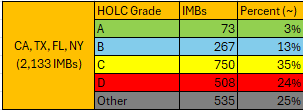 HOLC Grade IMBs Percent (~)
CA, TX, FL, NY
(2,133 IMBs)
A 73 3%
B 267 13%
C 750 35%
D 508 24%
Other 535 25%